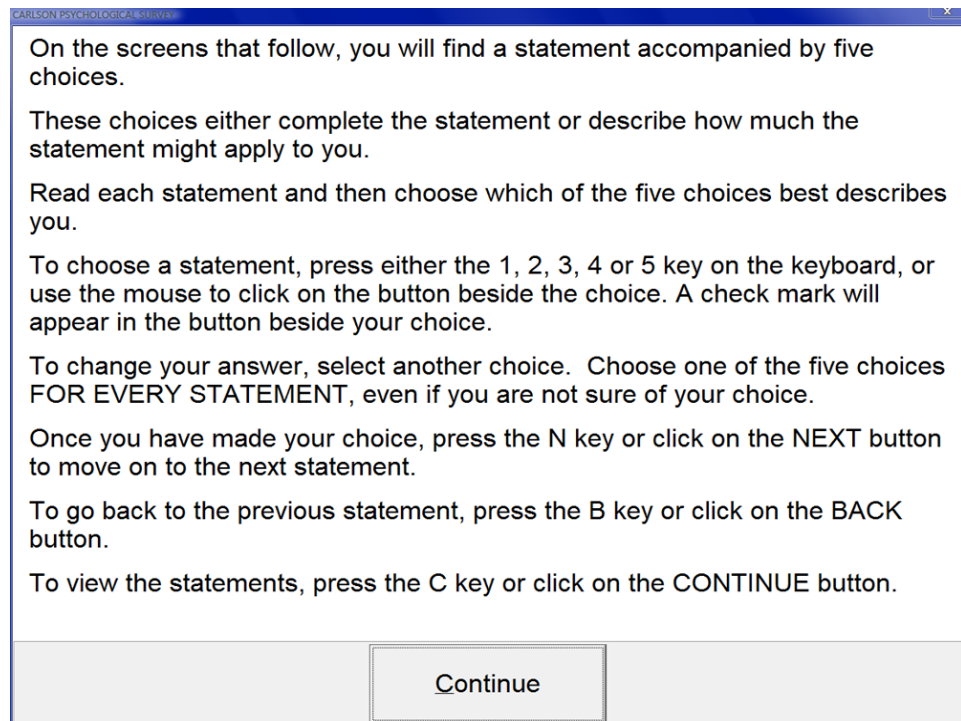 CARLSON PSYCHOLOGICAL SURVEY
On the screens that follow, you will find a statement accompanied by five
choices.
These choices either complete the statement or describe how much the
statement might apply to you.
Read each statement and then choose which of the five choices best describes
you.
To choose a statement, press either the 1, 2, 3, 4 or 5 key on the keyboard, or
use the mouse to click on the button beside the choice. A check mark will
appear in the button beside your choice.
To change your answer, select another choice.  Choose one of the five choices
FOR EVERY STATEMENT, even if you are not sure of your choice.
Once you have made your choice, press the N key or click on the NEXT button
to move on to the next statement.
To go back to the previous statement, press the B key or click on the BACK
button.
To view the statements, press the C key or click on the CONTINUE button.
Continue